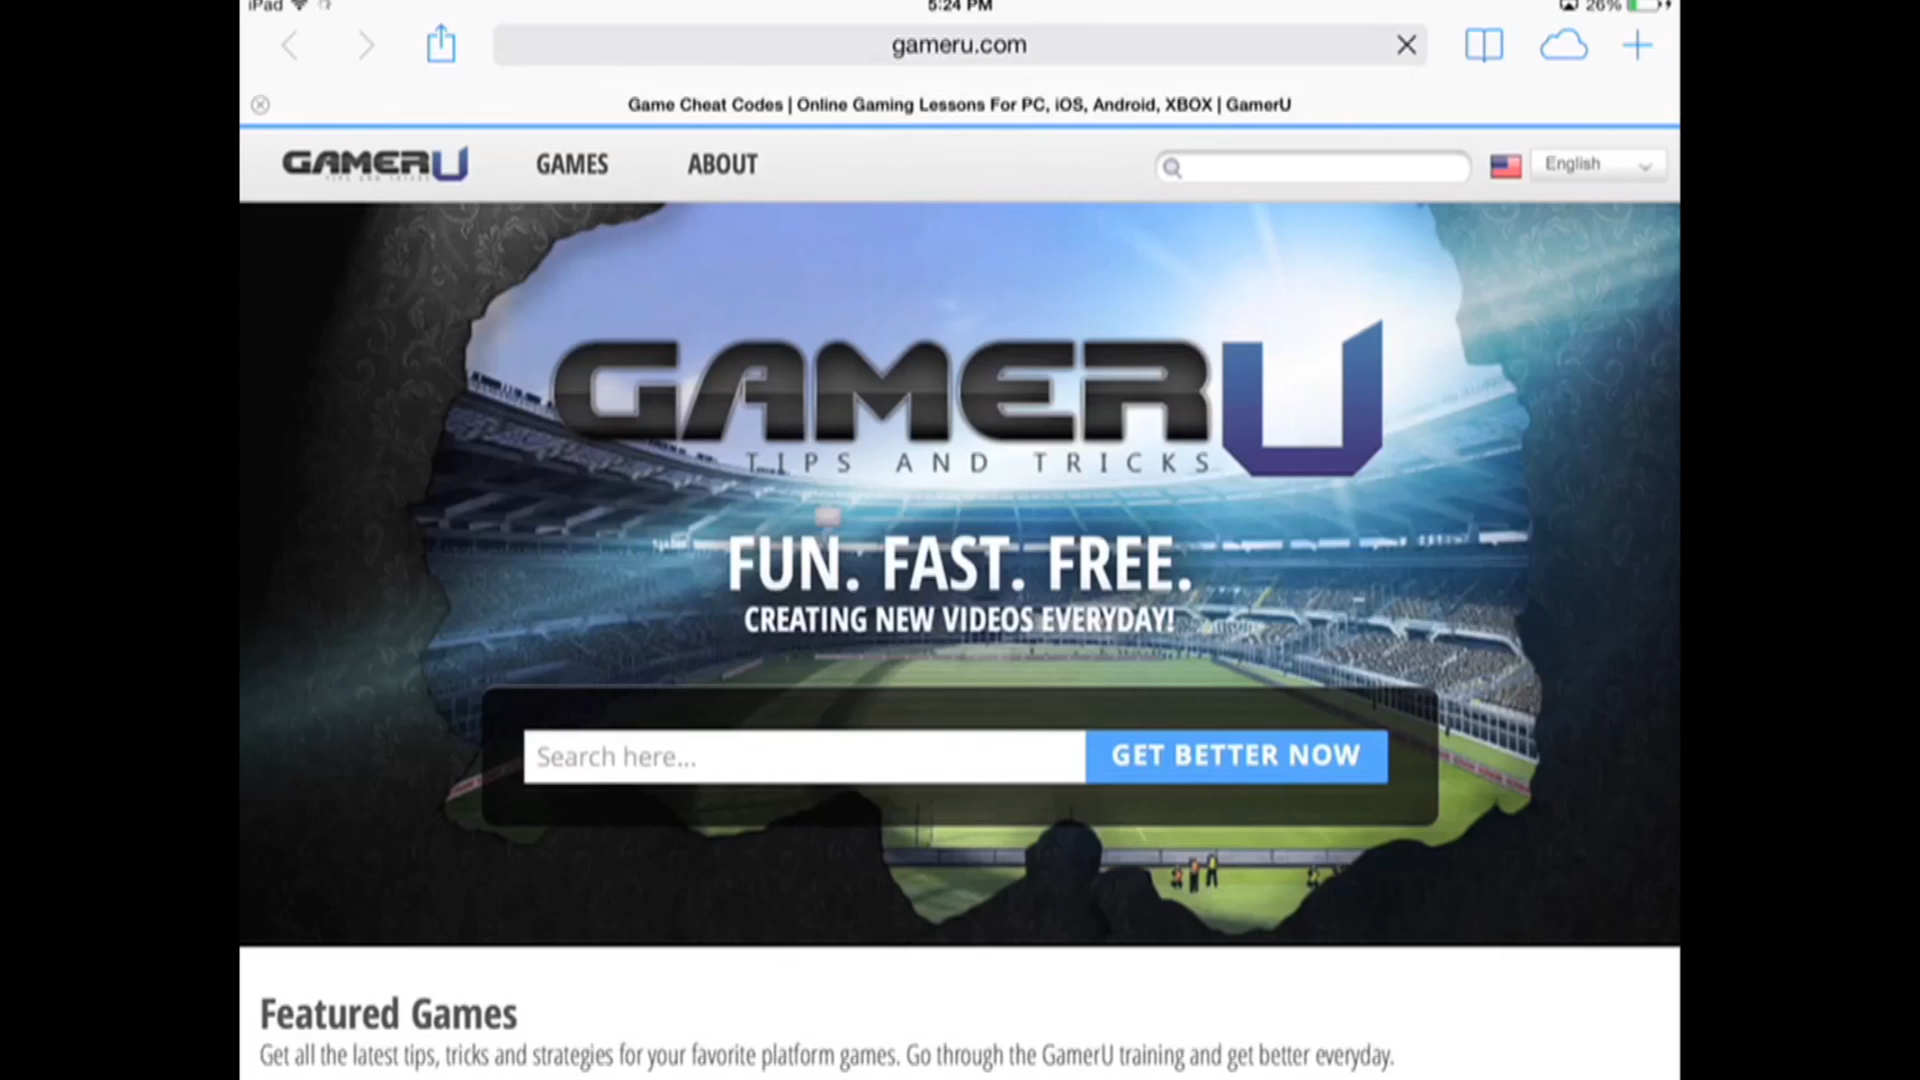 iPad 5:24 PM 26%
gameru.com
Game Cheat Codes | Online Gaming Lessons For PC, iOS, Android, XBOX | GamerU
GAMERU GAMES ABOUT English
TIPS AND TRICKS
GAMERU
TIPS AND TRICKS
FUN. FAST. FREE.
CREATING NEW VIDEOS EVERYDAY!
Search here... GET BETTER NOW
Featured Games
Get all the latest tips, tricks and strategies for your favorite platform games. Go through the GamerU training and get better everyday.